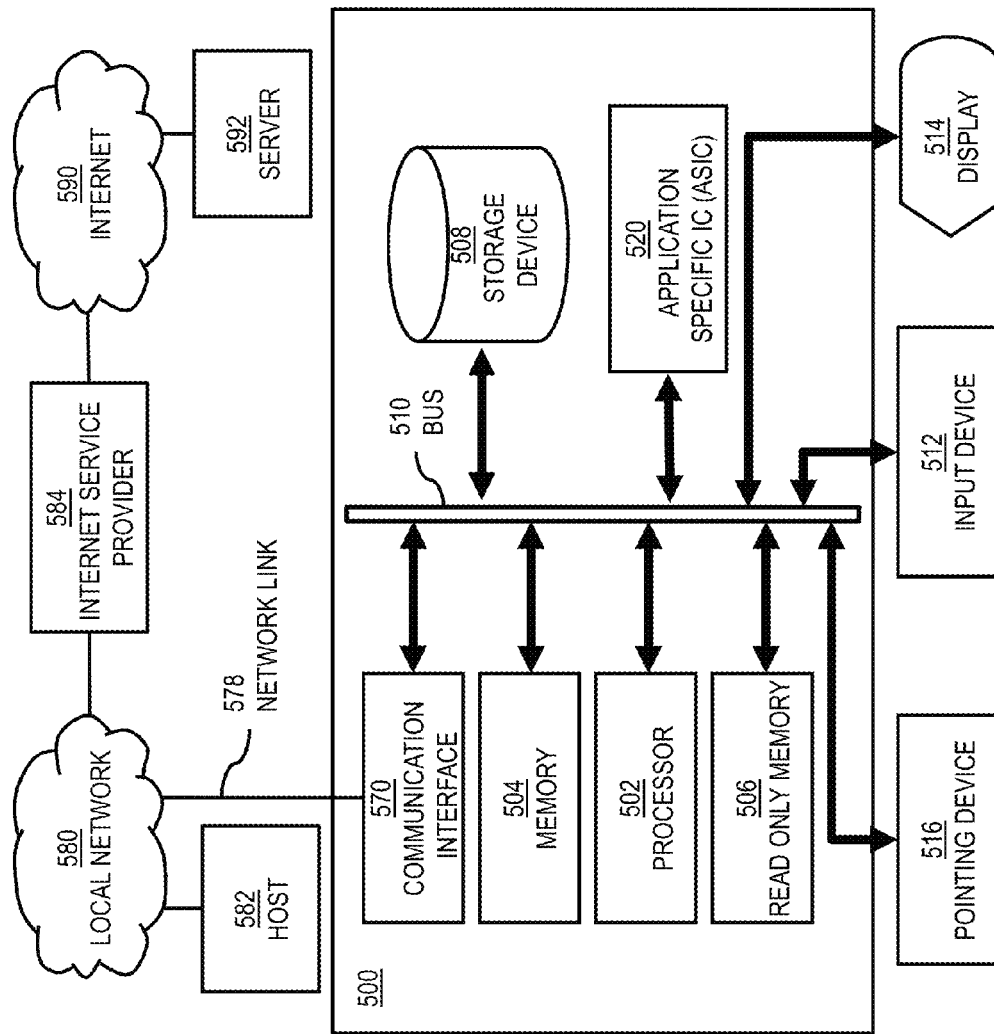 590
INTERNET
592
SERVER
584
INTERNET SERVICE
PROVIDER
580
LOCAL NETWORK
582
HOST
578
NETWORK LINK
500
570
COMMUNICATION
INTERFACE
504
MEMORY
502
PROCESSOR
506
READ ONLY MEMORY
510
BUS
508
STORAGE
DEVICE
520
APPLICATION
SPECIFIC IC (ASIC)
516
POINTING DEVICE
512
INPUT DEVICE
514
DISPLAY